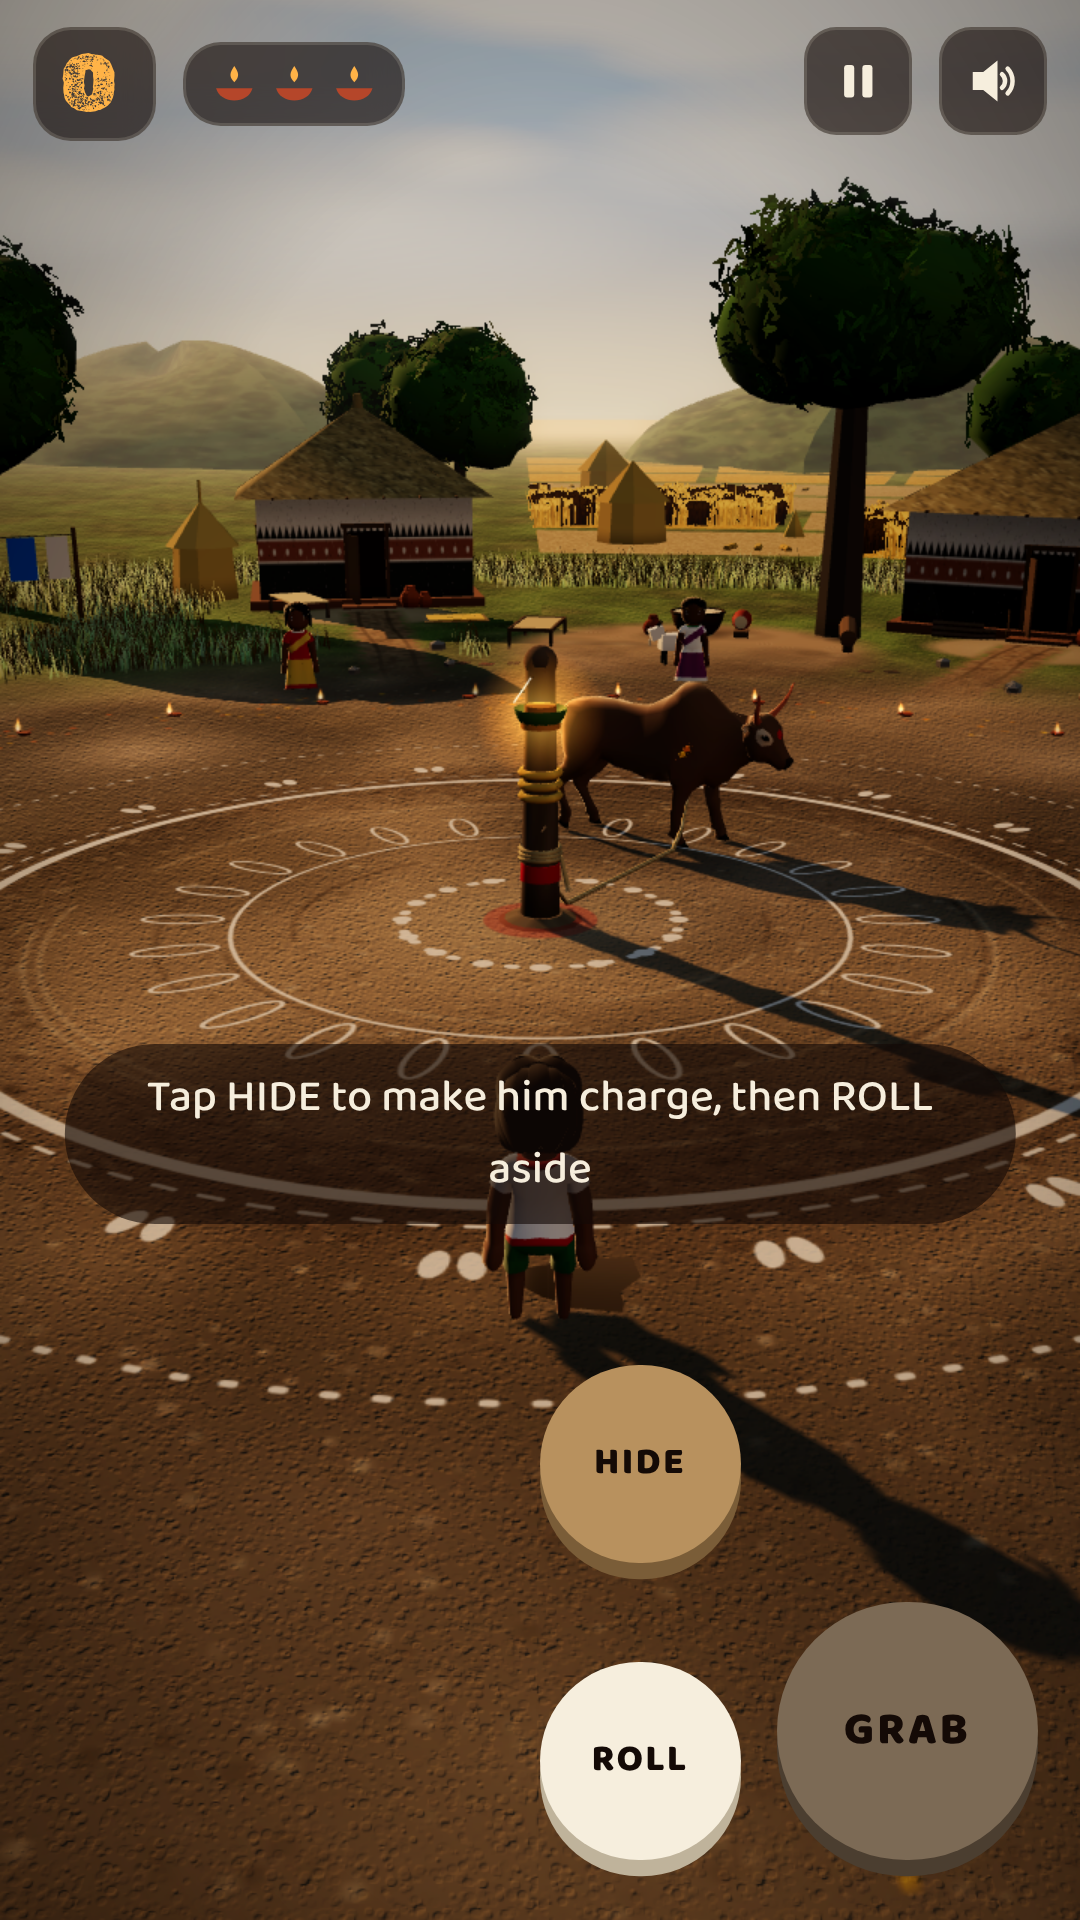 0
Tap HIDE to make him charge, then ROLL
aside
HIDE
ROLL
GRAB